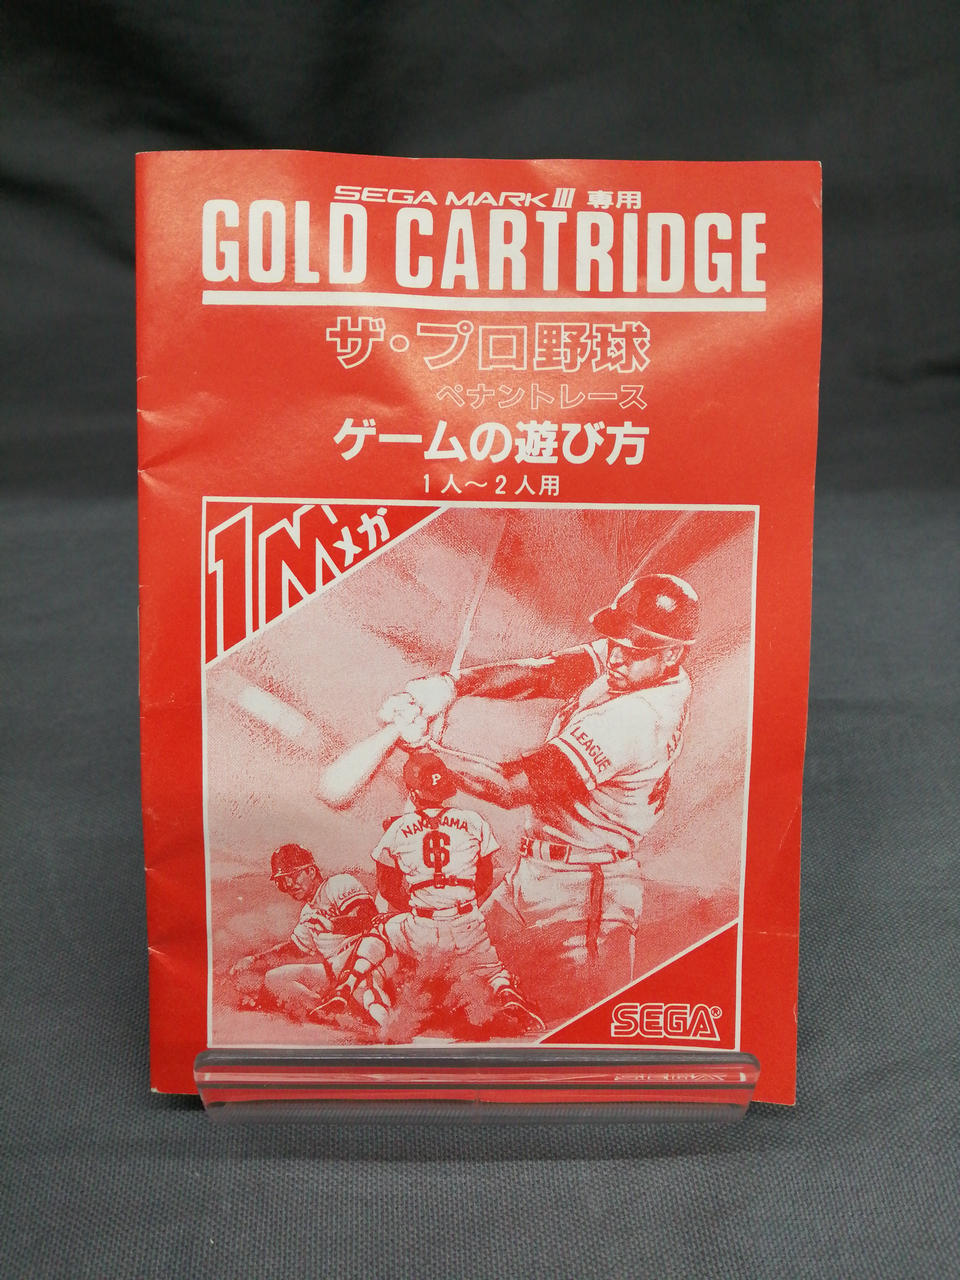 SEGA MARK III 専用
GOLD CARTRIDGE
ザ・プロ野球
ペナントレース
ゲームの遊び方
1人～2人用
1M
メガ
LEAGUE
P
NAKAYAMA
SEGA®